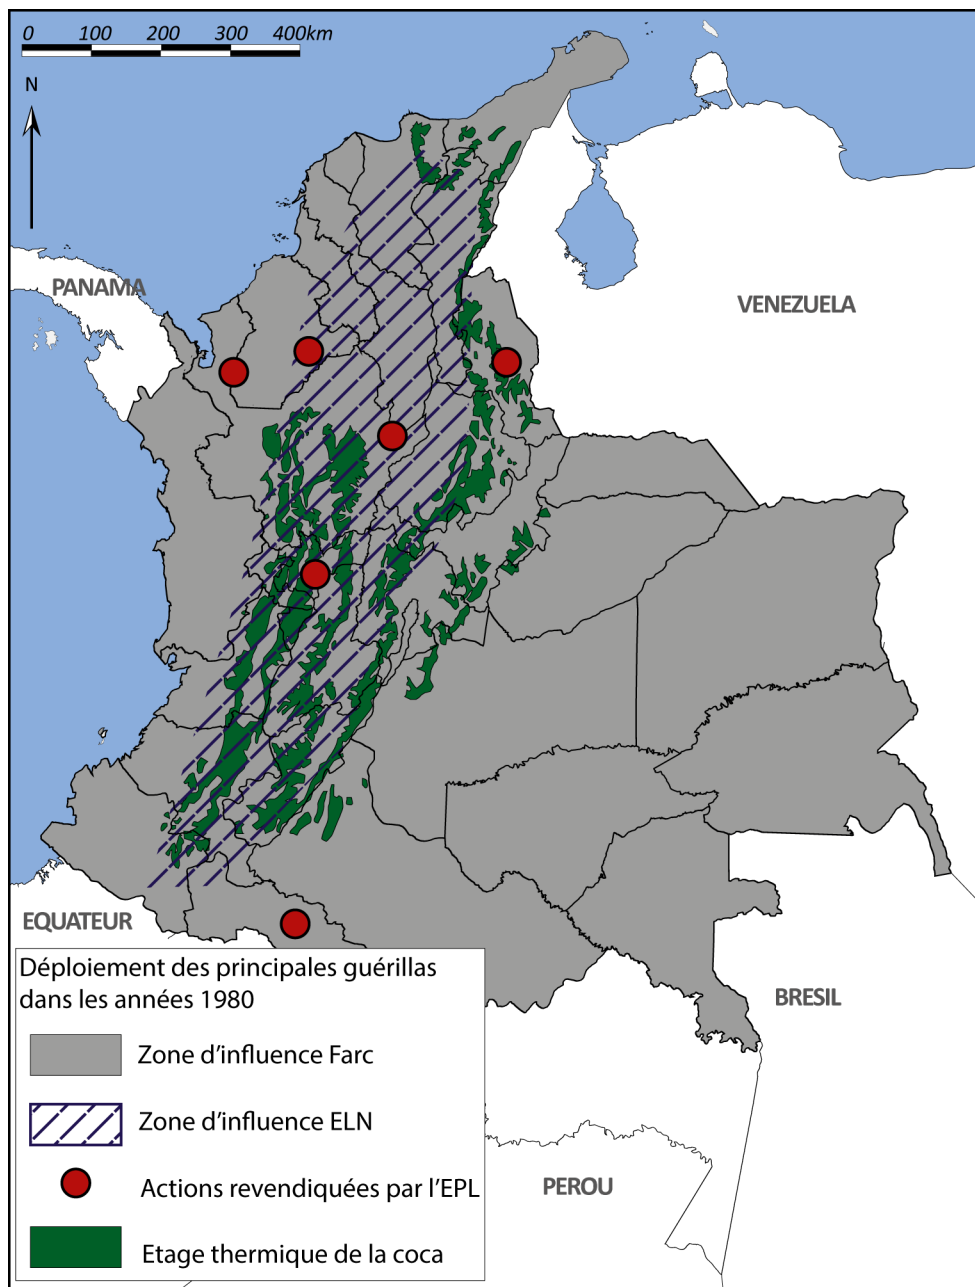 0 100 200 300 400km
N
PANAMA
VENEZUELA
EQUATEUR
BRESIL
PEROU
Déploiement des principales guérillas
dans les années 1980
Zone d'influence Farc
Zone d'influence ELN
Actions revendiquées par l'EPL
Etage thermique de la coca